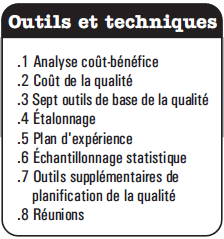 Outils et techniques
.1 Analyse coût-bénéfice
.2 Coût de la qualité
.3 Sept outils de base de la qualité
.4 Étalonnage
.5 Plan d'expérience
.6 Échantillonnage statistique
.7 Outils supplémentaires de
planification de la qualité
.8 Réunions